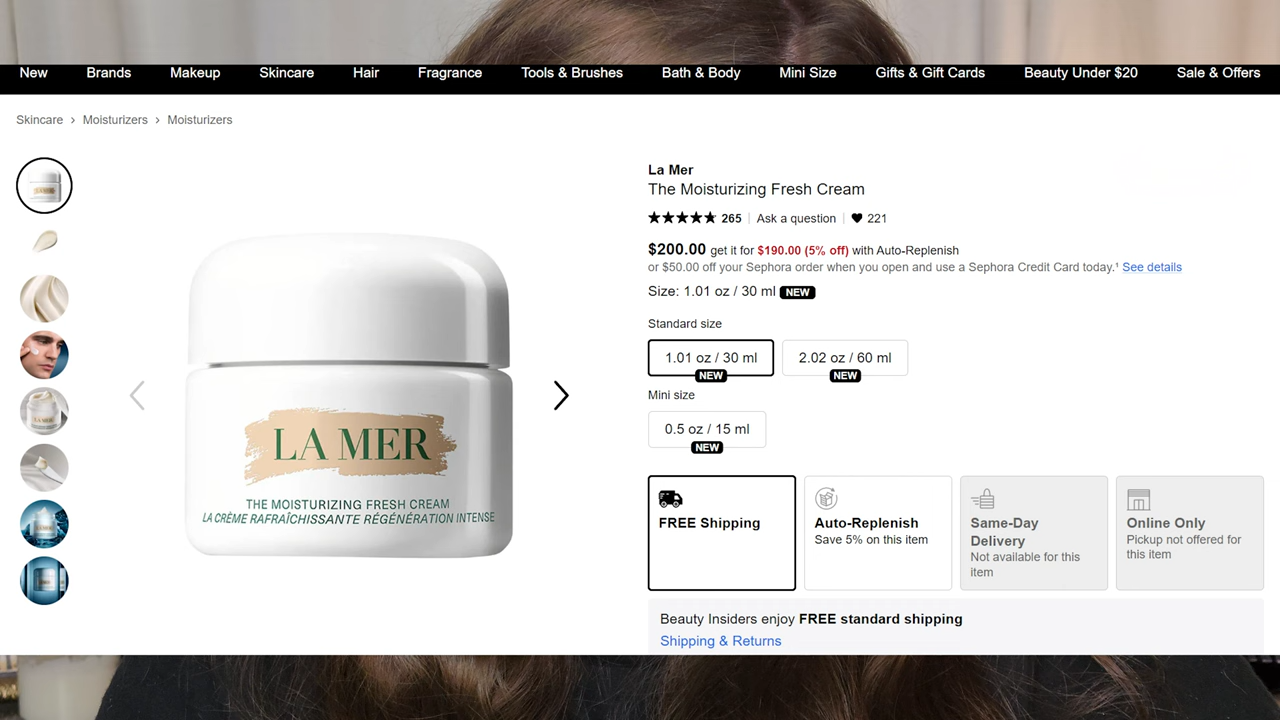 New Brands Makeup Skincare Hair Fragrance Tools & Brushes Bath & Body Mini Size Gifts & Gift Cards Beauty Under $20 Sale & Offers
Skincare > Moisturizers > Moisturizers
La Mer
The Moisturizing Fresh Cream
265 | Ask a question | 221
$200.00 get it for $190.00 (5% off) with Auto-Replenish
or $50.00 off your Sephora order when you open and use a Sephora Credit Card today.¹ See details
Size: 1.01 oz / 30 ml NEW
Standard size
1.01 oz / 30 ml 2.02 oz / 60 ml
NEW NEW
Mini size
0.5 oz / 15 ml
NEW
LA MER
THE MOISTURIZING FRESH CREAM
LA CRÈME RAFRAÎCHISSANTE RÉGÉNÉRATION INTENSE
FREE Shipping
Auto-Replenish
Save 5% on this item
Same-Day
Delivery
Not available for this
item
Online Only
Pickup not offered for
this item
Beauty Insiders enjoy FREE standard shipping
Shipping & Returns